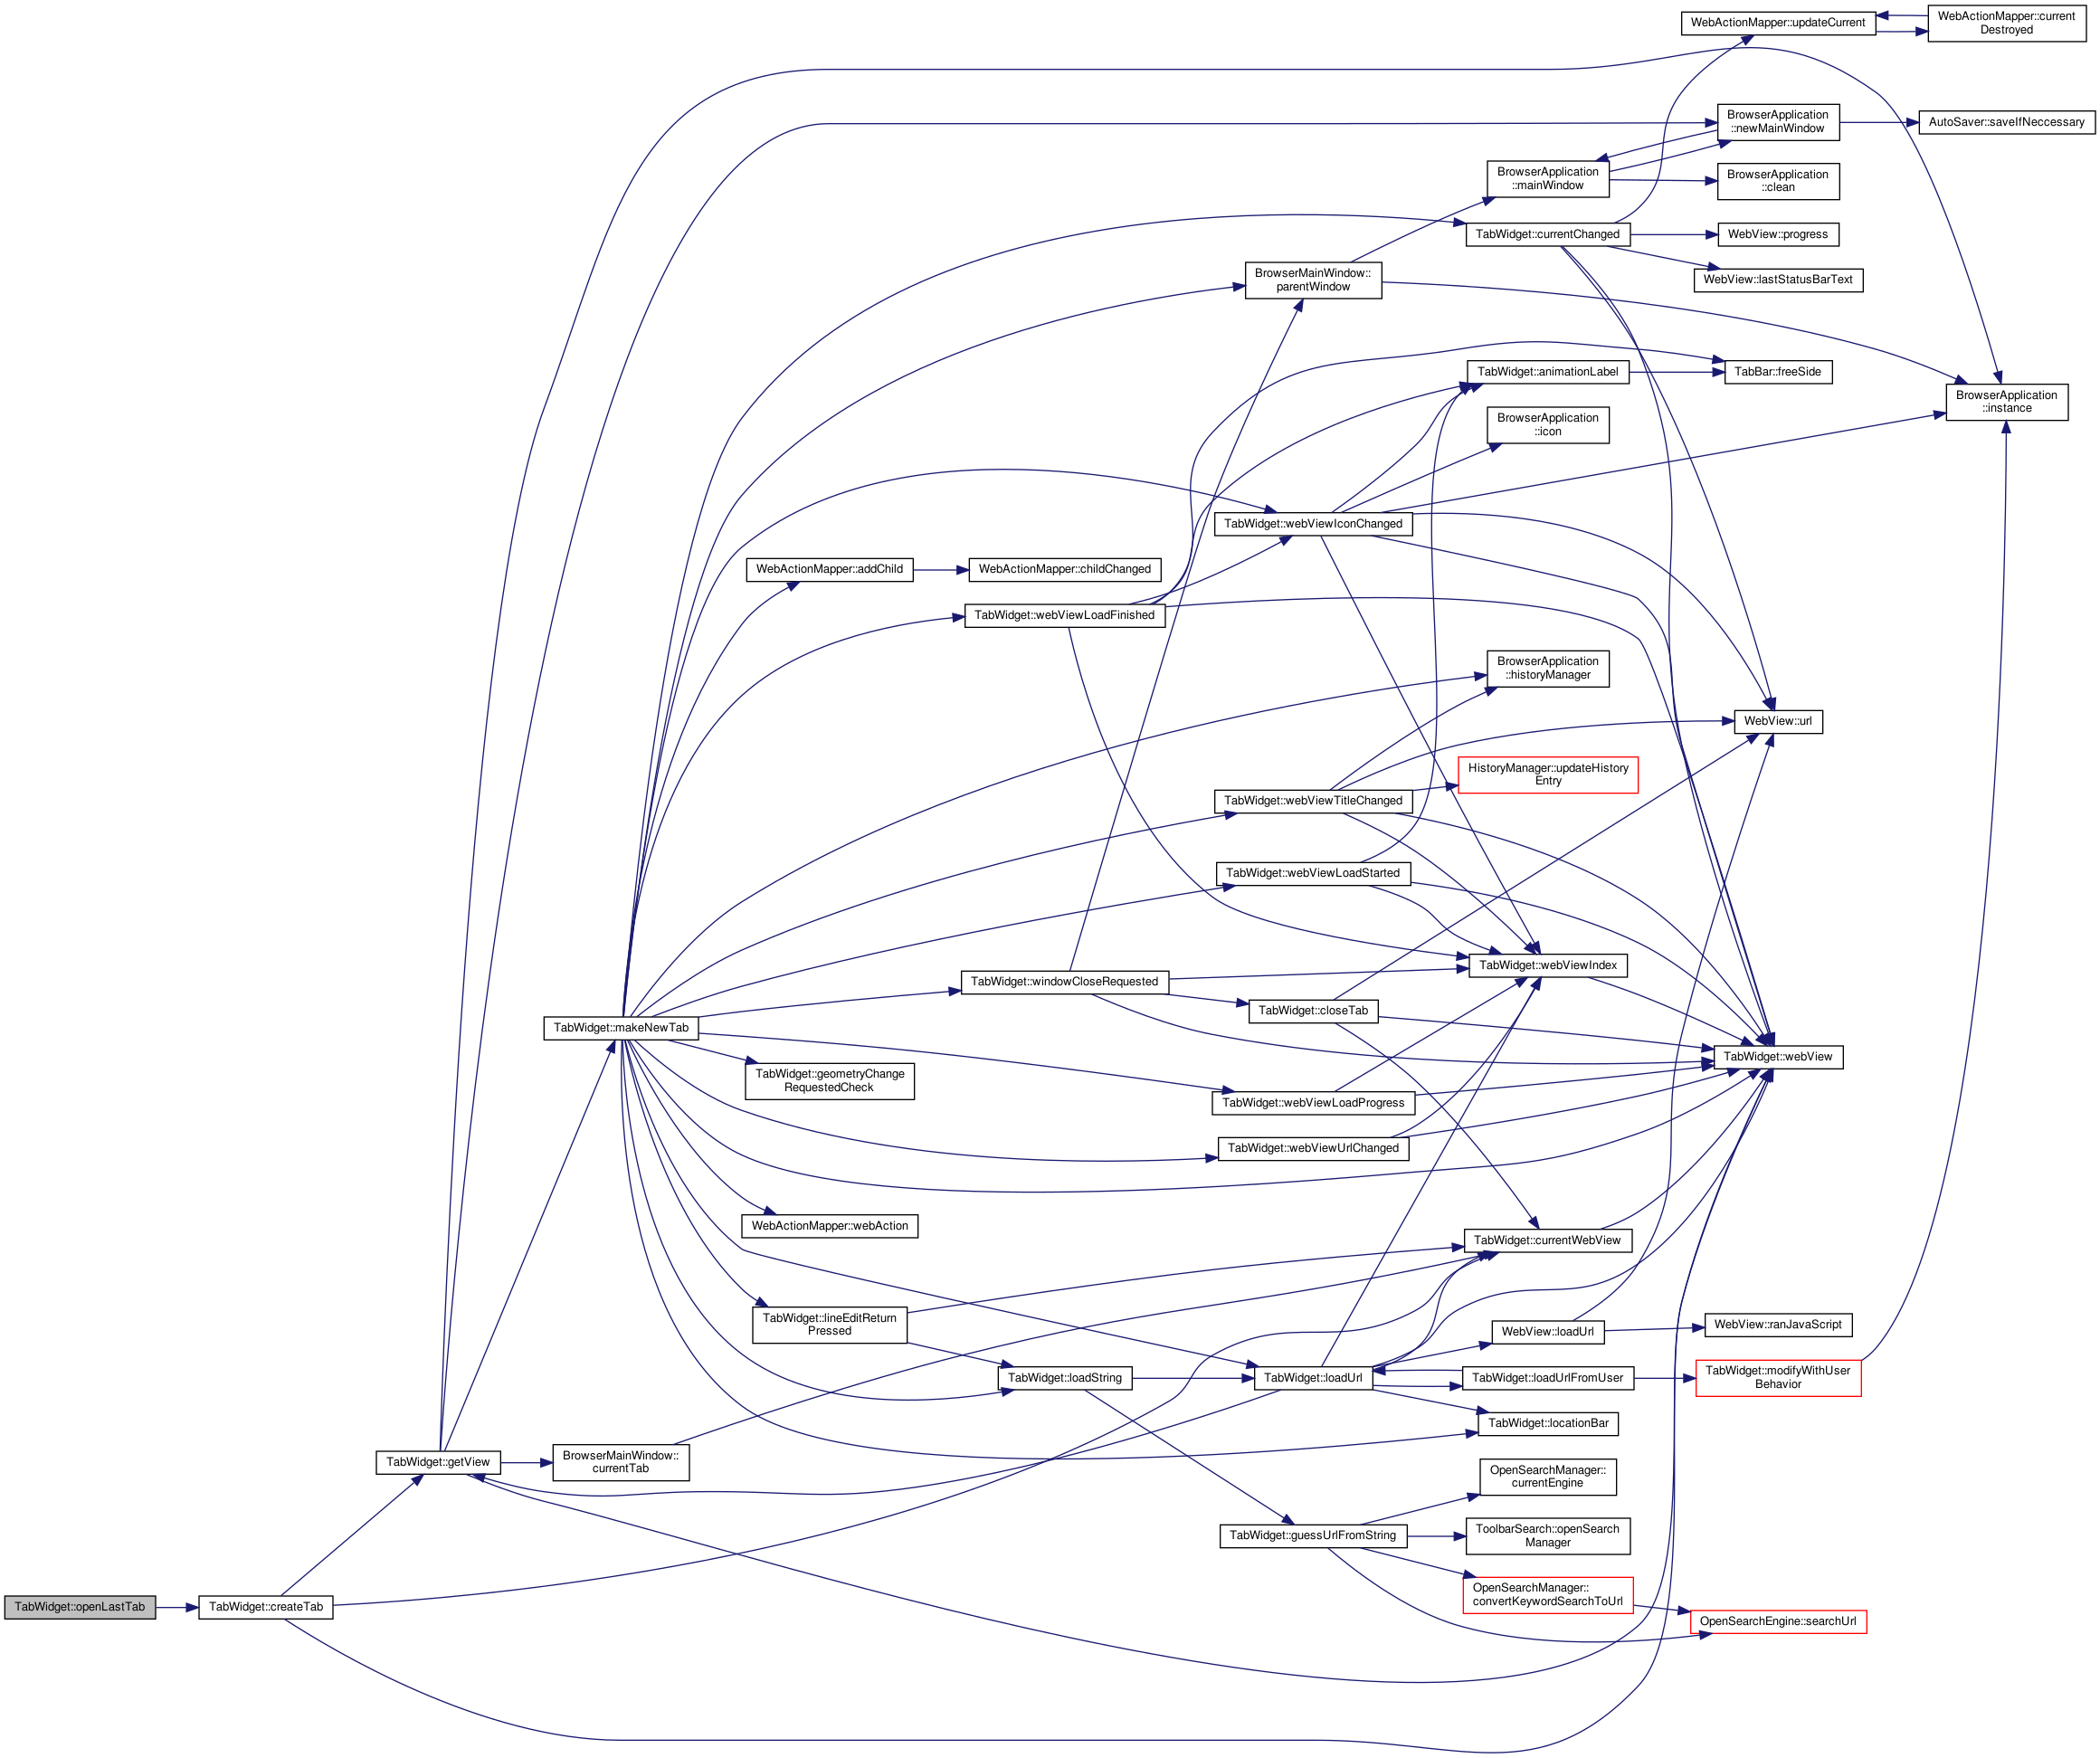 WebActionMapper::updateCurrent
WebActionMapper::current
Destroyed
BrowserApplication
::newMainWindow
AutoSaver::saveIfNeccessary
BrowserApplication
::mainWindow
BrowserApplication
::clean
TabWidget::currentChanged
WebView::progress
BrowserMainWindow::
parentWindow
WebView::lastStatusBarText
TabWidget::animationLabel
TabBar::freeSide
BrowserApplication
::instance
BrowserApplication
::icon
TabWidget::webViewIconChanged
WebActionMapper::addChild
WebActionMapper::childChanged
TabWidget::webViewLoadFinished
BrowserApplication
::historyManager
WebView::url
HistoryManager::updateHistory
Entry
TabWidget::webViewTitleChanged
TabWidget::webViewLoadStarted
TabWidget::webViewIndex
TabWidget::windowCloseRequested
TabWidget::closeTab
TabWidget::makeNewTab
TabWidget::webView
TabWidget::geometryChange
RequestedCheck
TabWidget::webViewLoadProgress
TabWidget::webViewUrlChanged
WebActionMapper::webAction
TabWidget::currentWebView
TabWidget::lineEditReturn
Pressed
WebView::loadUrl
WebView::ranJavaScript
TabWidget::loadString
TabWidget::loadUrl
TabWidget::loadUrlFromUser
TabWidget::modifyWithUser
Behavior
TabWidget::locationBar
TabWidget::getView
BrowserMainWindow::
currentTab
OpenSearchManager::
currentEngine
TabWidget::guessUrlFromString
ToolbarSearch::openSearch
Manager
OpenSearchManager::
convertKeywordSearchToUrl
TabWidget::openLastTab
TabWidget::createTab
OpenSearchEngine::searchUrl